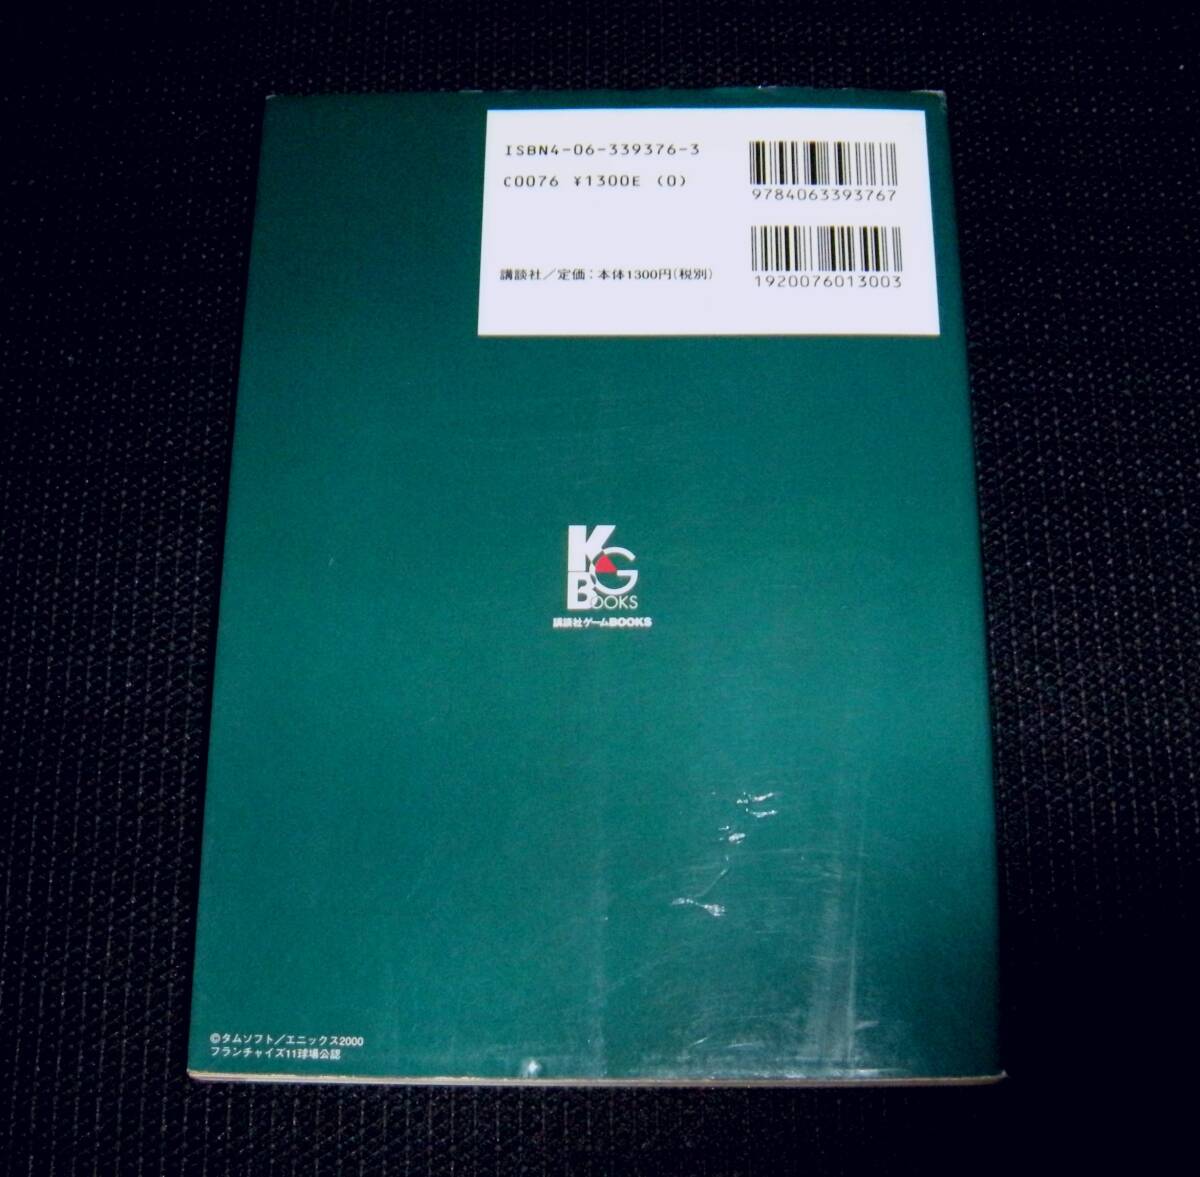 ISBN4-06-339376-3
C0076 ¥1300E (0)
講談社／定価：本体1300円(税別)
9784063393767
1920076013003
KG
BOOKS
講談社ゲームBOOKS
©タムソフト／エニックス2000
フランチャイズ11球場公認